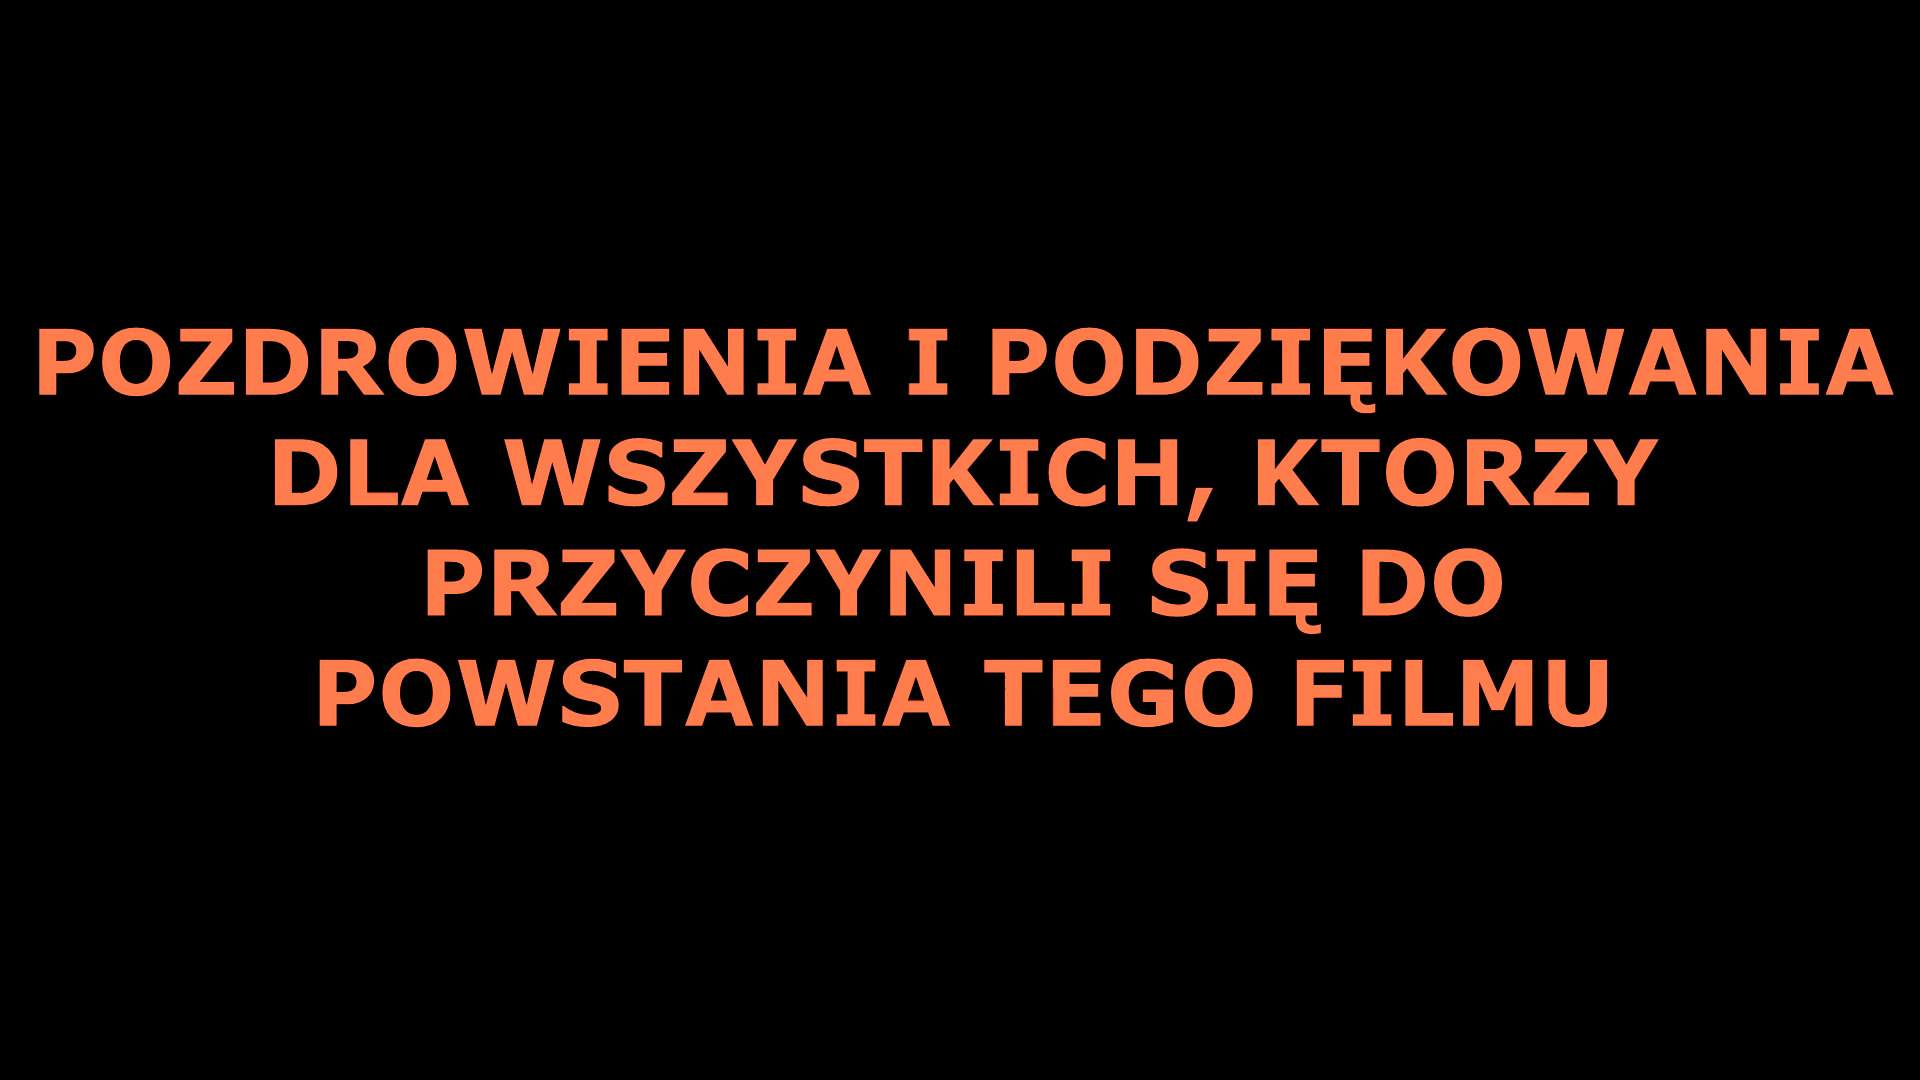 POZDROWIENIA I PODZIĘKOWANIA
DLA WSZYSTKICH, KTORZY
PRZYCZYNILI SIĘ DO
POWSTANIA TEGO FILMU